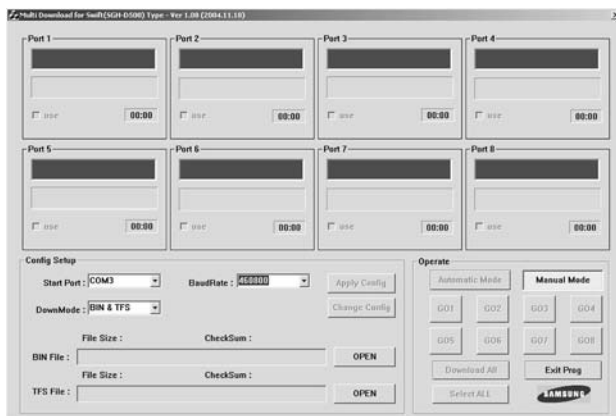 Multi Download for Swift(SGH-D500) Type - Ver 1.00 (2004.11.10)
Port 1 Port 2 Port 3 Port 4
use 00:00 use 00:00 use 00:00 use 00:00
Port 5 Port 6 Port 7 Port 8
use 00:00 use 00:00 use 00:00 use 00:00
Config Setup
Start Port : COM3 BaudRate : 460800 Apply Config
DownMode : BIN & TFS Change Config
File Size : CheckSum :
BIN File : OPEN
File Size : CheckSum :
TFS File : OPEN
Operate
Automatic Mode Manual Mode
GO1 GO2 GO3 GO4
GO5 GO6 GO7 GO8
Download All Exit Prog
Select ALL SAMSUNG